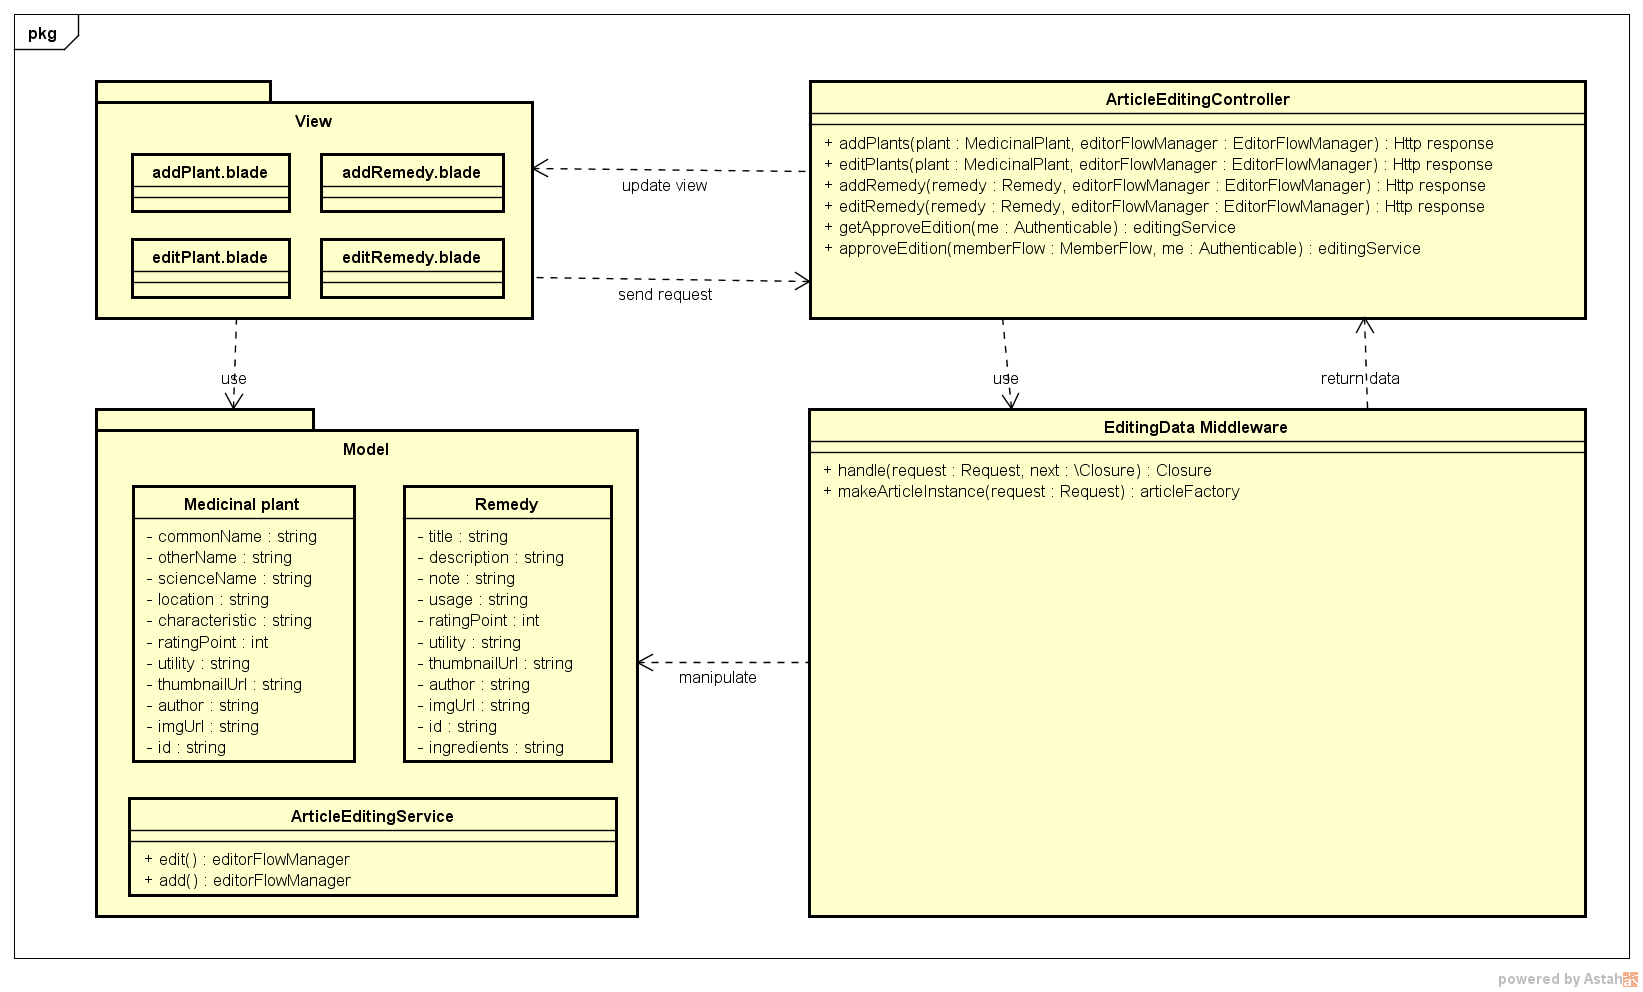 pkg
View
addPlant.blade
addRemedy.blade
editPlant.blade
editRemedy.blade
update view
send request
ArticleEditingController
+ addPlants(plant : MedicinalPlant, editorFlowManager : EditorFlowManager) : Http response
+ editPlants(plant : MedicinalPlant, editorFlowManager : EditorFlowManager) : Http response
+ addRemedy(remedy : Remedy, editorFlowManager : EditorFlowManager) : Http response
+ editRemedy(remedy : Remedy, editorFlowManager : EditorFlowManager) : Http response
+ getApproveEdition(me : Authenticable) : editingService
+ approveEdition(memberFlow : MemberFlow, me : Authenticable) : editingService
use
use
return data
Model
Medicinal plant
- commonName : string
- otherName : string
- scienceName : string
- location : string
- characteristic : string
- ratingPoint : int
- utility : string
- thumbnailUrl : string
- author : string
- imgUrl : string
- id : string
Remedy
- title : string
- description : string
- note : string
- usage : string
- ratingPoint : int
- utility : string
- thumbnailUrl : string
- author : string
- imgUrl : string
- id : string
- ingredients : string
ArticleEditingService
+ edit() : editorFlowManager
+ add() : editorFlowManager
manipulate
EditingData Middleware
+ handle(request : Request, next : \Closure) : Closure
+ makeArticleInstance(request : Request) : articleFactory
powered by Astah